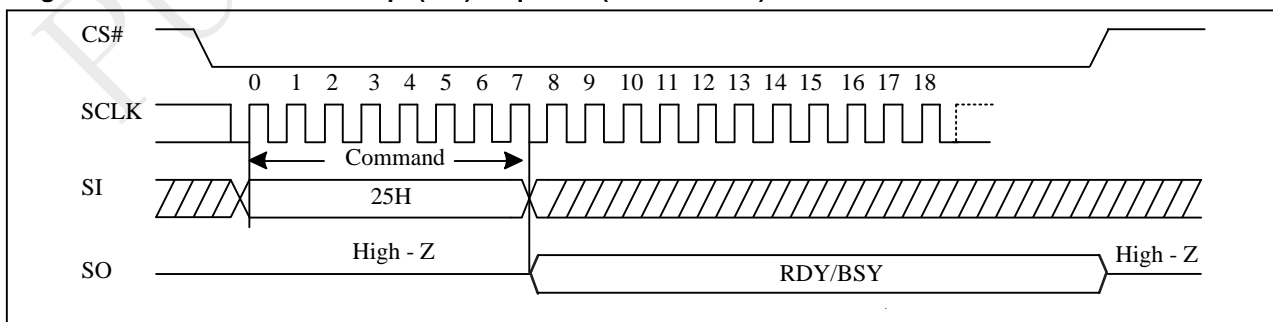 CS#
0 1 2 3 4 5 6 7 8 9 10 11 12 13 14 15 16 17 18
SCLK
Command
SI
25H
High - Z
High - Z
SO
RDY/BSY